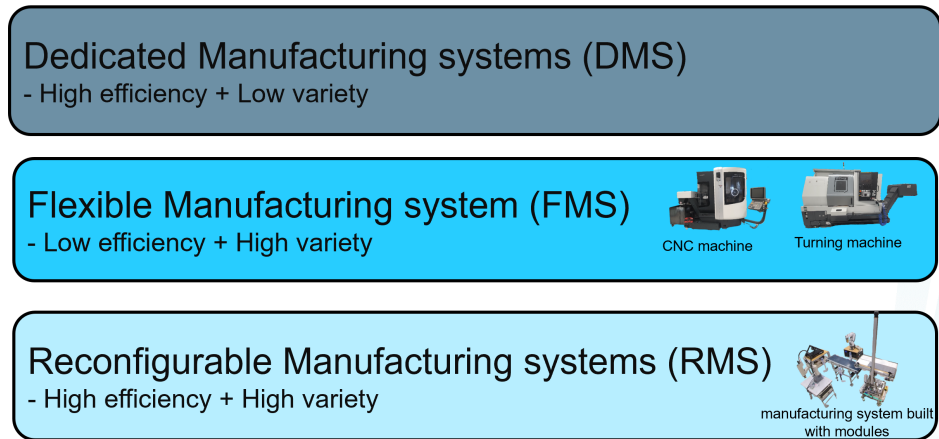 Dedicated Manufacturing systems (DMS)
- High efficiency + Low variety
Flexible Manufacturing system (FMS)
- Low efficiency + High variety
CNC machine
Turning machine
Reconfigurable Manufacturing systems (RMS)
- High efficiency + High variety
manufacturing system built
with modules